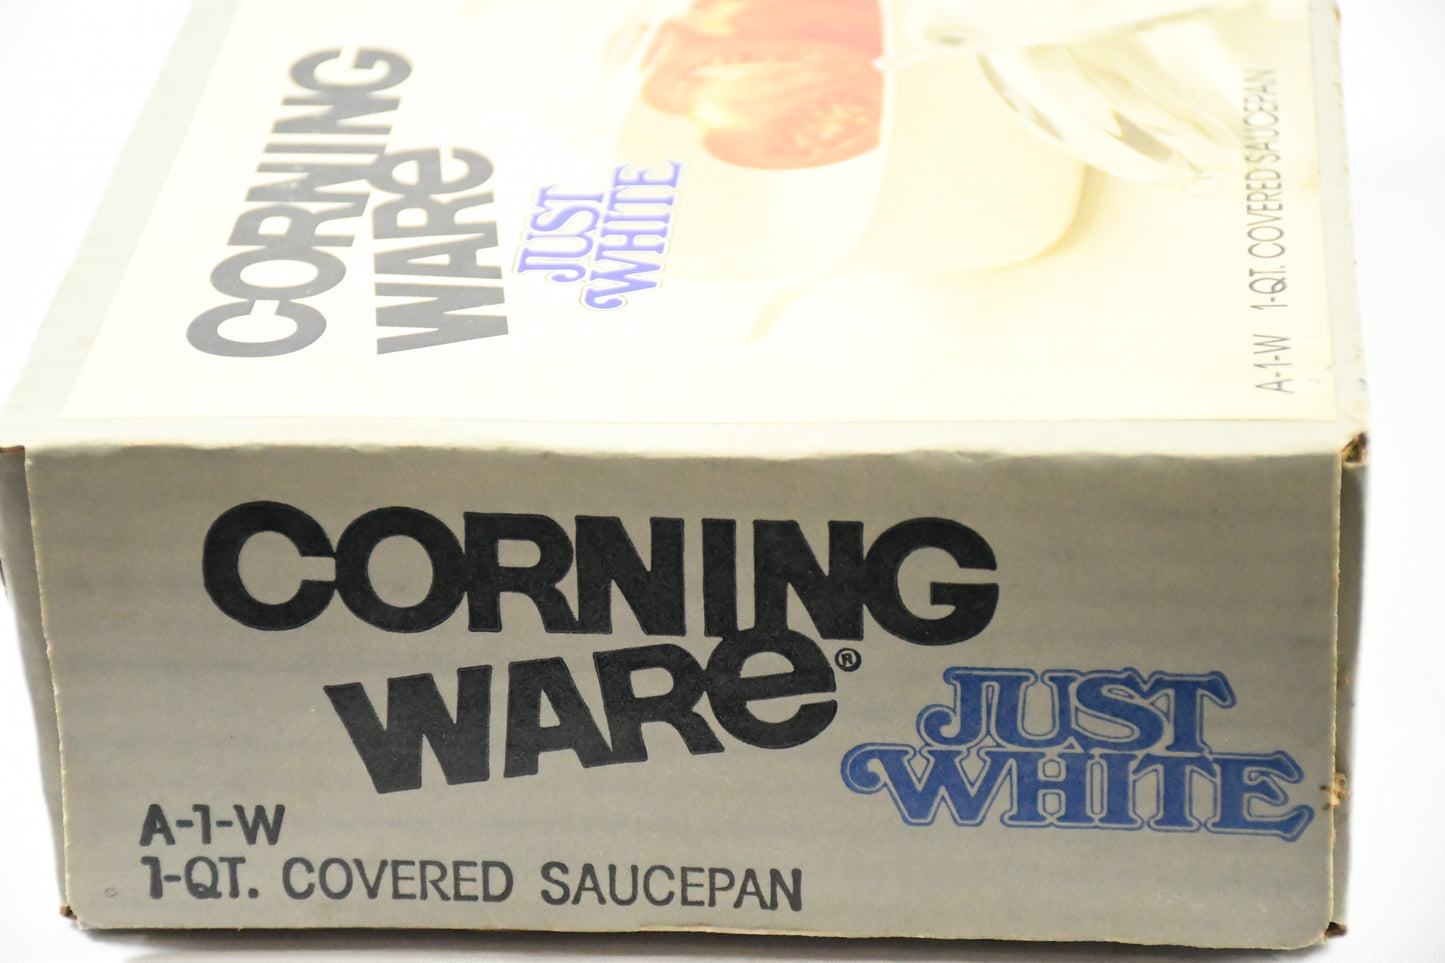 CORNING
WARe
JUST
WHITE
A-1-W 1-QT. COVERED SAUCEPAN
CORNING
WARe®
JUST
WHITE
A-1-W
1-QT. COVERED SAUCEPAN